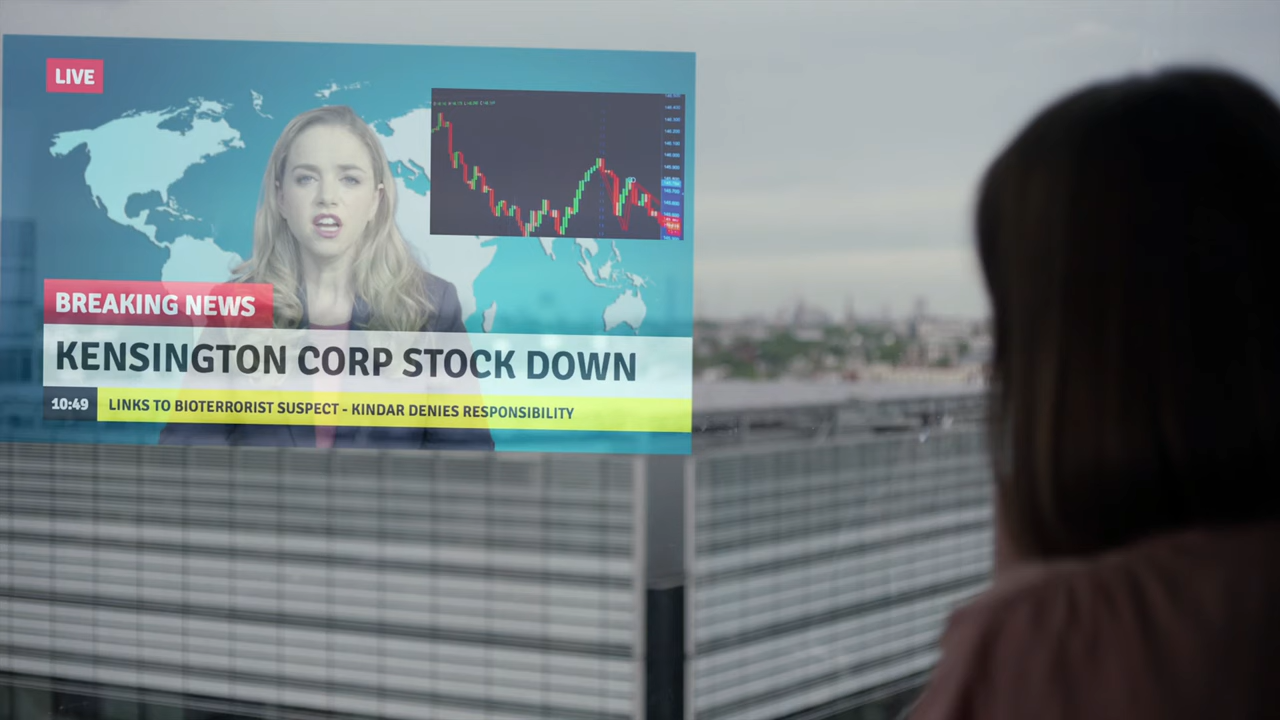 LIVE
BREAKING NEWS
KENSINGTON CORP STOCK DOWN
10:49 LINKS TO BIOTERRORIST SUSPECT - KINDAR DENIES RESPONSIBILITY